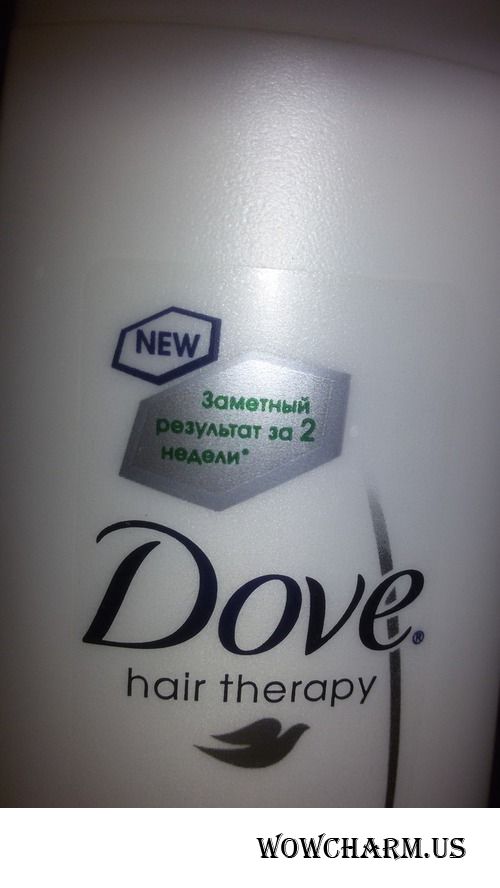 NEW
Заметный
результат за 2
недели*
Dove®
hair therapy
WOWCHARM.US